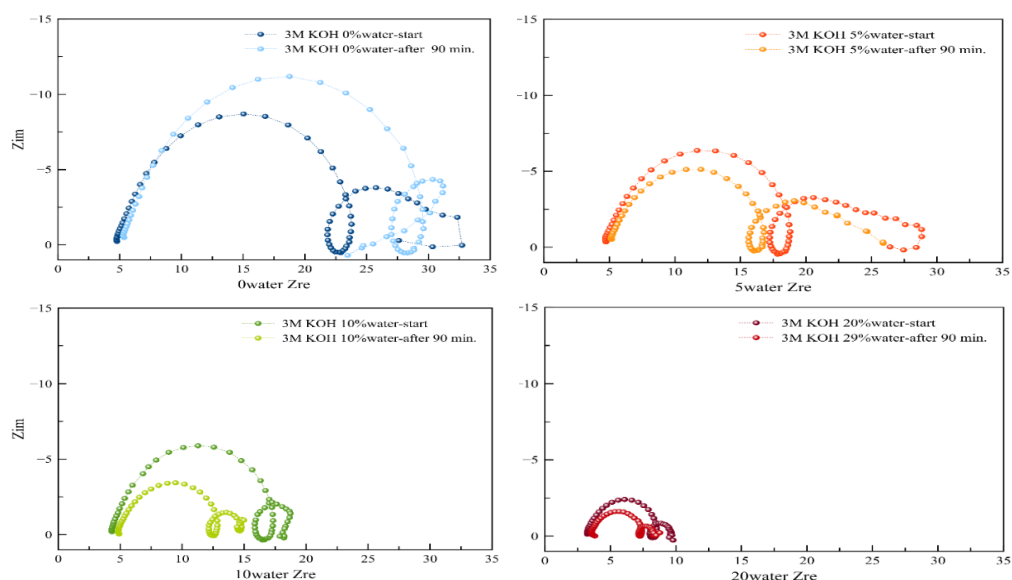 -15
-10
-5
0
Zim
3M KOH 0%water-start
3M KOH 0%water-after 90 min.
0 5 10 15 20 25 30 35
0water Zre
-15
-10
-5
0
3M KOH 5%water-start
3M KOH 5%water-after 90 min.
0 5 10 15 20 25 30 35
5water Zre
-15
-10
-5
0
Zim
3M KOH 10%water-start
3M KOH 10%water-after 90 min.
0 5 10 15 20 25 30 35
10water Zre
-15
-10
-5
0
3M KOH 20%water-start
3M KOH 29%water-after 90 min.
0 5 10 15 20 25 30 35
20water Zre